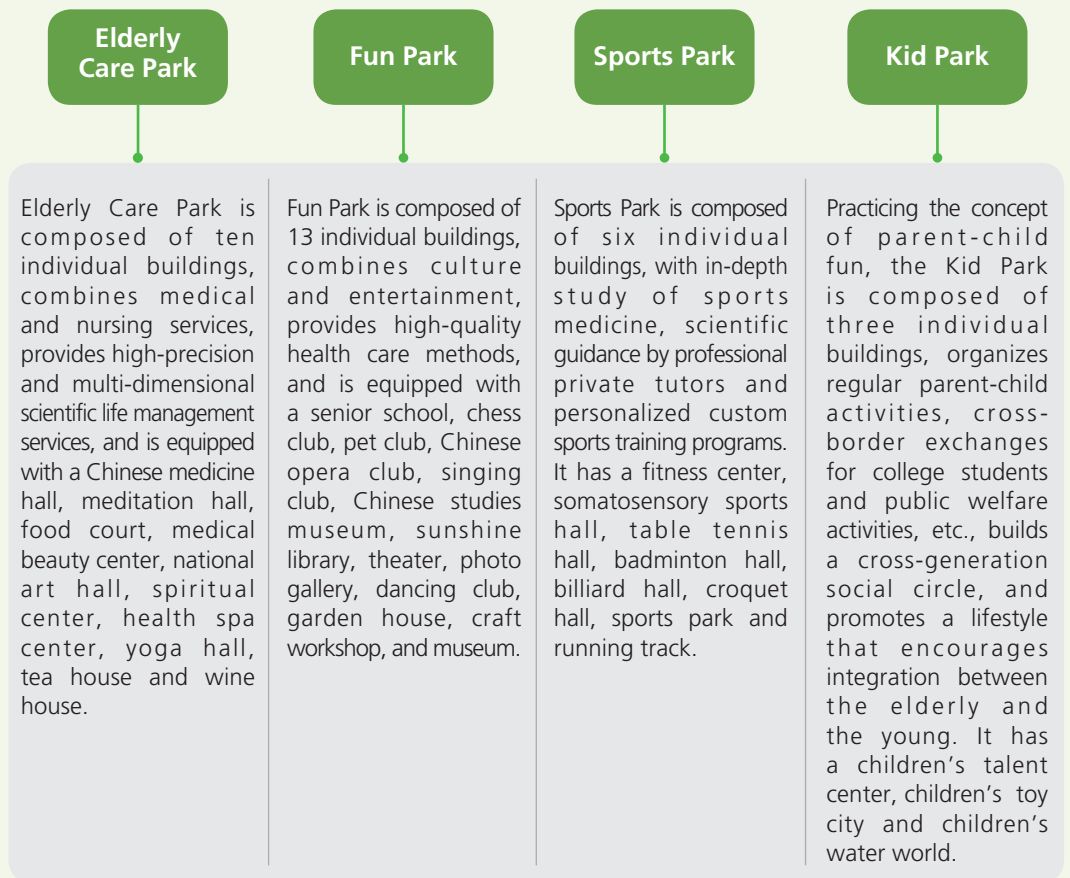 Elderly
Care Park
Fun Park
Sports Park
Kid Park
Elderly Care Park is
composed of ten
individual buildings,
combines medical
and nursing services,
provides high-precision
and multi-dimensional
scientific life management
services, and is equipped
with a Chinese medicine
hall, meditation hall,
food court, medical
beauty center, national
art hall, spiritual
center, health spa
center, yoga hall,
tea house and wine
house.
Fun Park is composed of
13 individual buildings,
combines culture
and entertainment,
provides high-quality
health care methods,
and is equipped with
a senior school, chess
club, pet club, Chinese
opera club, singing
club, Chinese studies
museum, sunshine
library, theater, photo
gallery, dancing club,
garden house, craft
workshop, and museum.
Sports Park is composed
of six individual
buildings, with in-depth
study of sports
medicine, scientific
guidance by professional
private tutors and
personalized custom
sports training programs.
It has a fitness center,
somatosensory sports
hall, table tennis
hall, badminton hall,
billiard hall, croquet
hall, sports park and
running track.
Practicing the concept
of parent-child
fun, the Kid Park
is composed of
three individual
buildings, organizes
regular parent-child
activities, cross-
border exchanges
for college students
and public welfare
activities, etc., builds
a cross-generation
social circle, and
promotes a lifestyle
that encourages
integration between
the elderly and
the young. It has
a children's talent
center, children's toy
city and children's
water world.